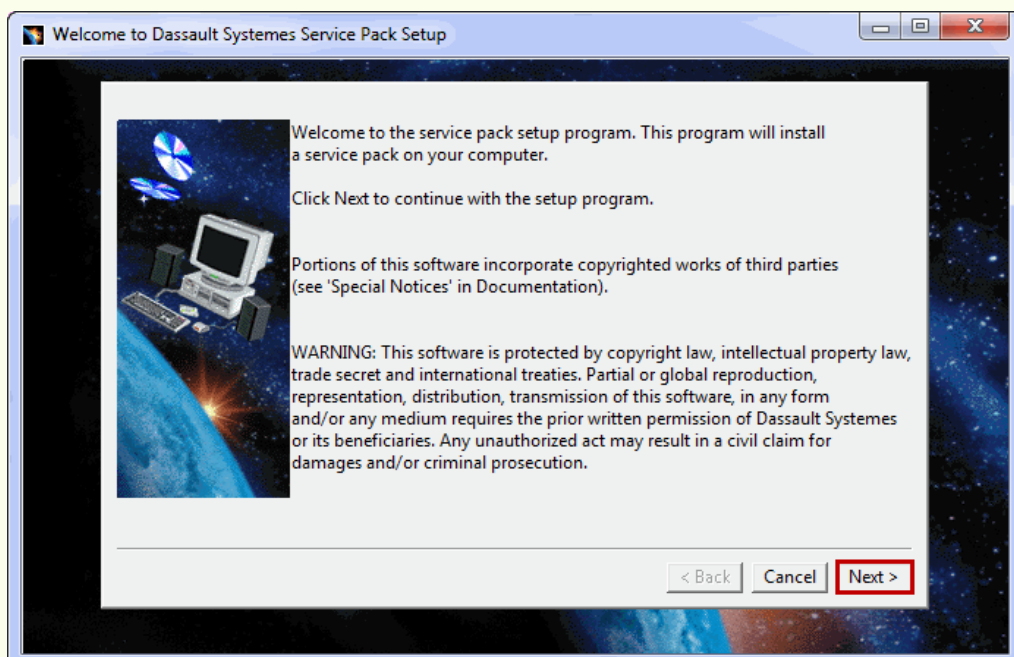 Welcome to Dassault Systemes Service Pack Setup
Welcome to the service pack setup program. This program will install
a service pack on your computer.
Click Next to continue with the setup program.
Portions of this software incorporate copyrighted works of third parties
(see 'Special Notices' in Documentation).
WARNING: This software is protected by copyright law, intellectual property law,
trade secret and international treaties. Partial or global reproduction,
representation, distribution, transmission of this software, in any form
and/or any medium requires the prior written permission of Dassault Systemes
or its beneficiaries. Any unauthorized act may result in a civil claim for
damages and/or criminal prosecution.
< Back Cancel Next >